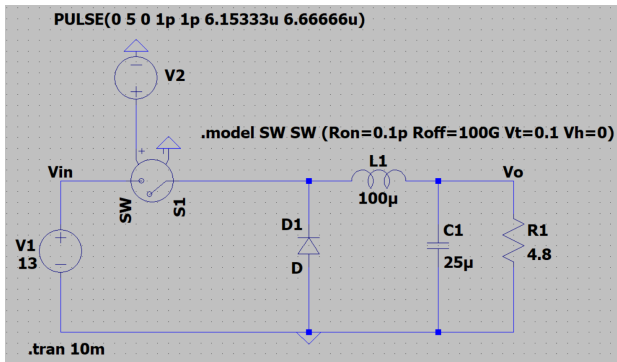 PULSE(0 5 0 1p 1p 6.15333u 6.66666u)
V2
.model SW SW (Ron=0.1p Roff=100G Vt=0.1 Vh=0)
Vin
SW
S1
L1
100µ
Vo
V1
13
D1
D
C1
25µ
R1
4.8
.tran 10m